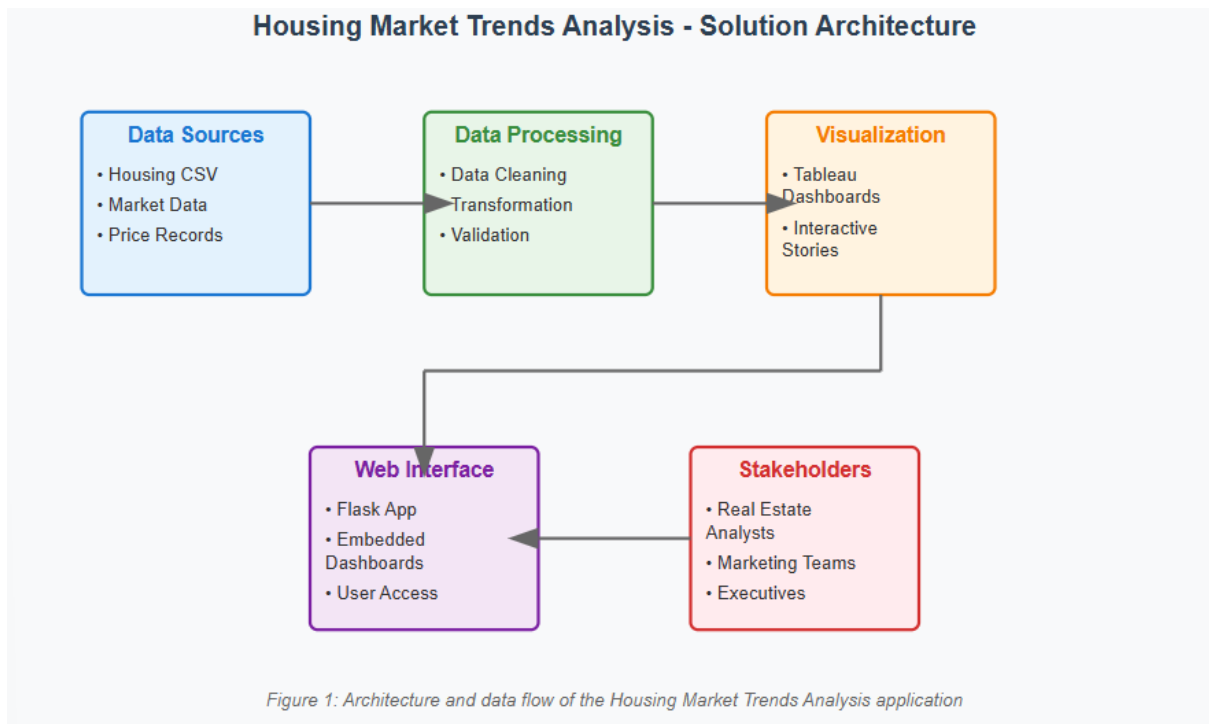 Housing Market Trends Analysis - Solution Architecture
Data Sources
• Housing CSV
• Market Data
• Price Records
Data Processing
• Data Cleaning
• Transformation
• Validation
Visualization
• Tableau
Dashboards
• Interactive
Stories
Web Interface
• Flask App
• Embedded
Dashboards
• User Access
Stakeholders
• Real Estate
Analysts
• Marketing Teams
• Executives
Figure 1: Architecture and data flow of the Housing Market Trends Analysis application